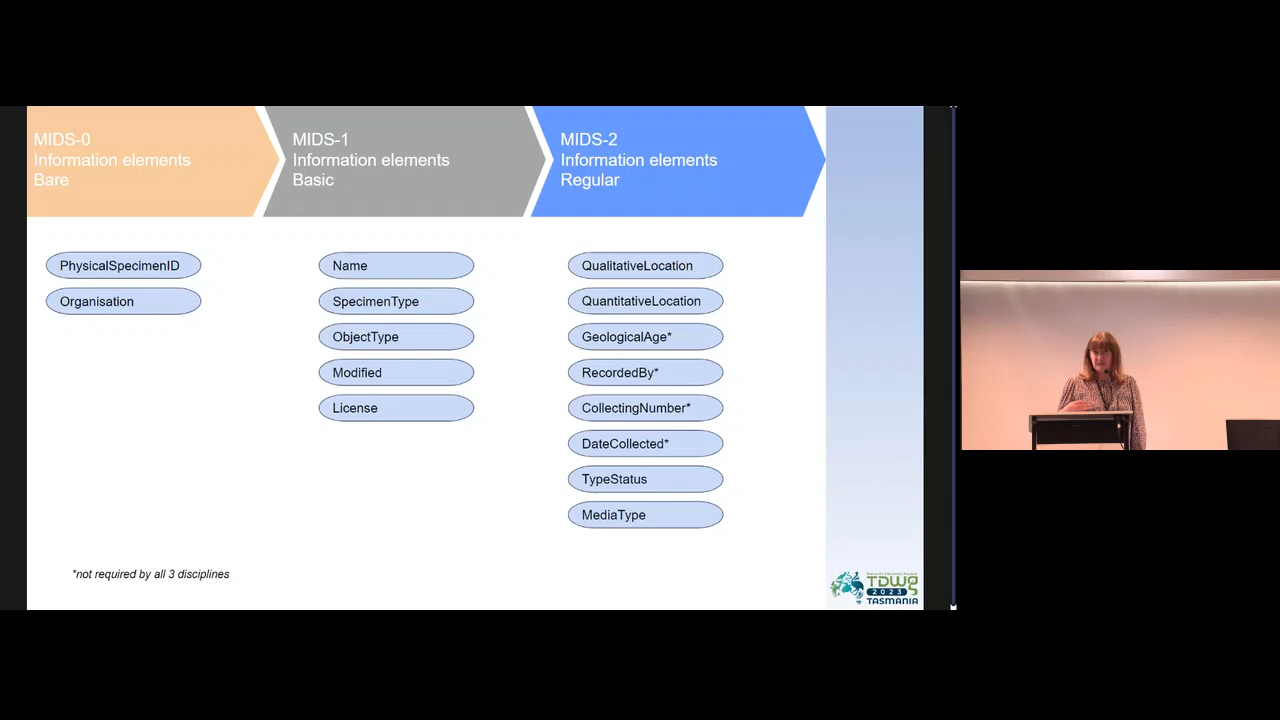 MIDS-0
Information elements
Bare
MIDS-1
Information elements
Basic
MIDS-2
Information elements
Regular
PhysicalSpecimenID
Organisation
Name
SpecimenType
ObjectType
Modified
License
QualitativeLocation
QuantitativeLocation
GeologicalAge*
RecordedBy*
CollectingNumber*
DateCollected*
TypeStatus
MediaType
*not required by all 3 disciplines
TDWG
2023
TASMANIA